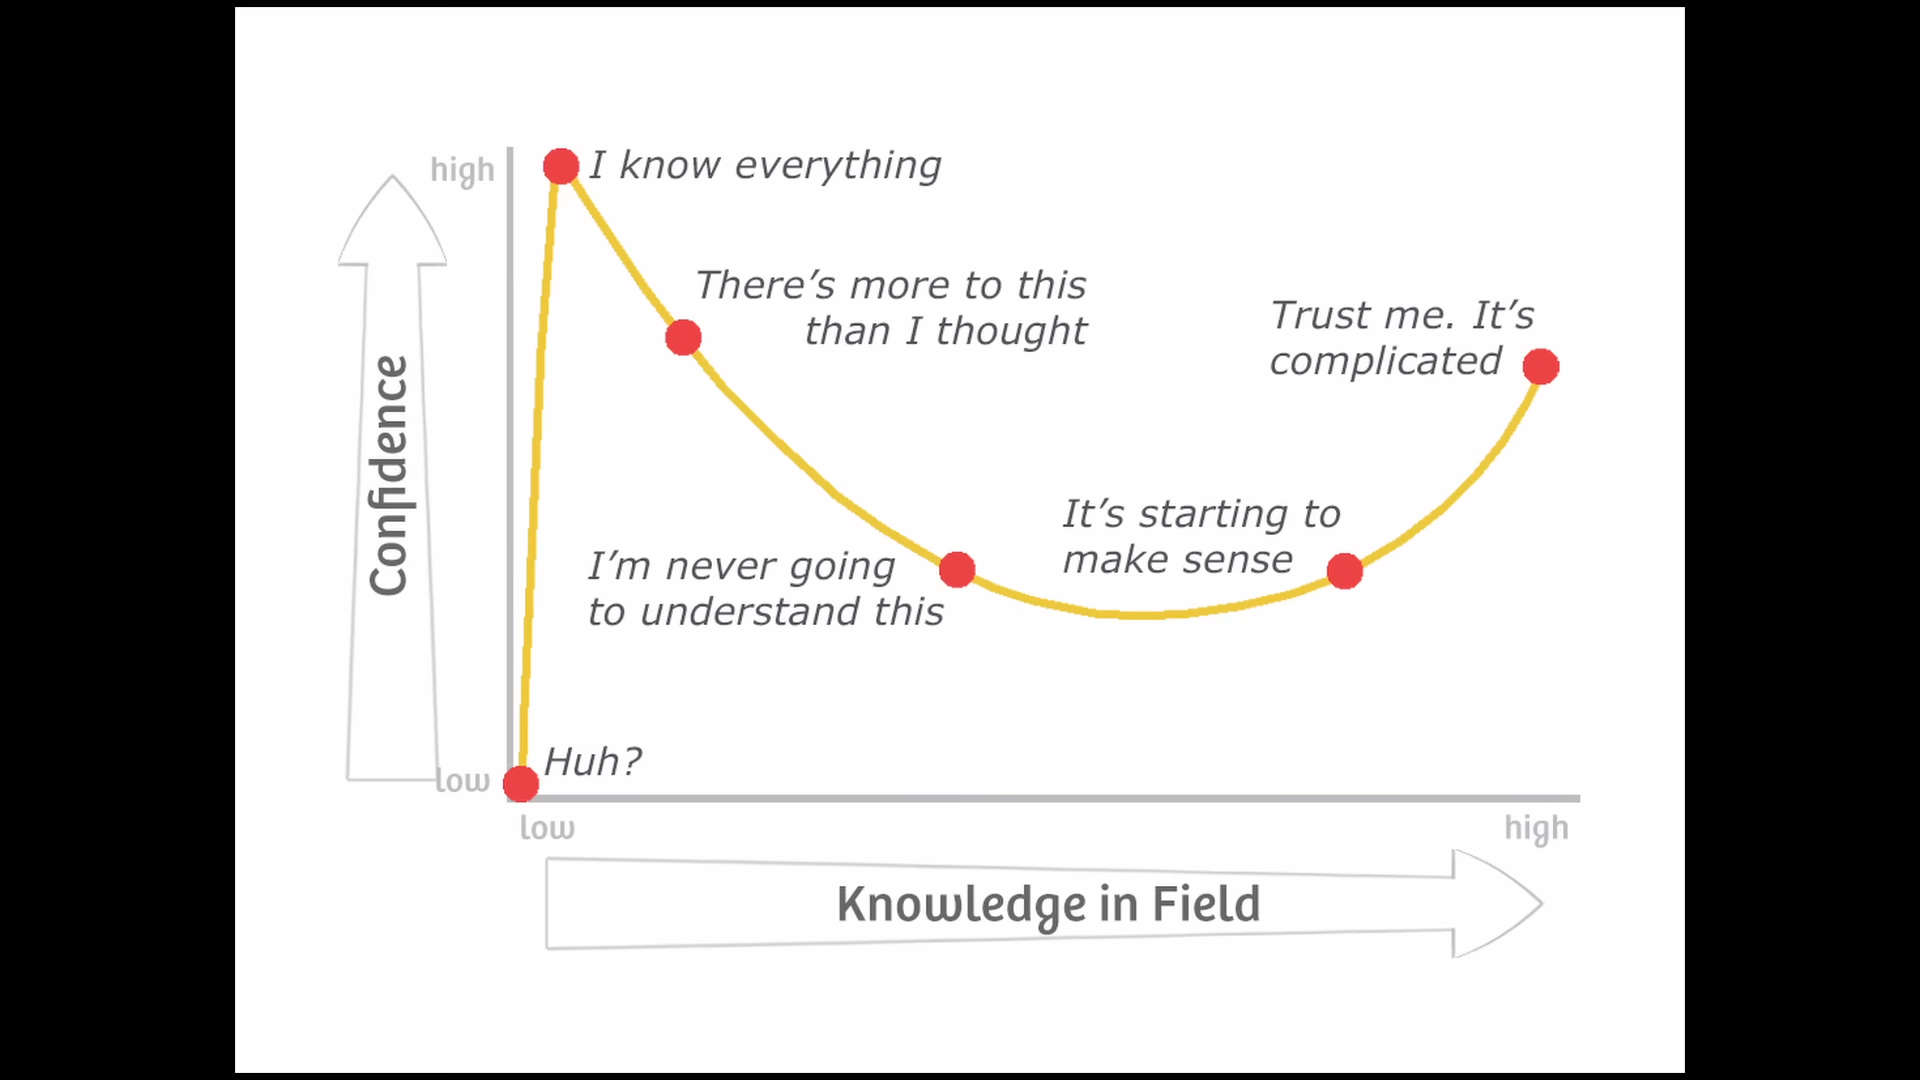 high
I know everything
There’s more to this
than I thought
Trust me. It’s
complicated
Confidence
It’s starting to
make sense
I’m never going
to understand this
Huh?
low
low
high
Knowledge in Field